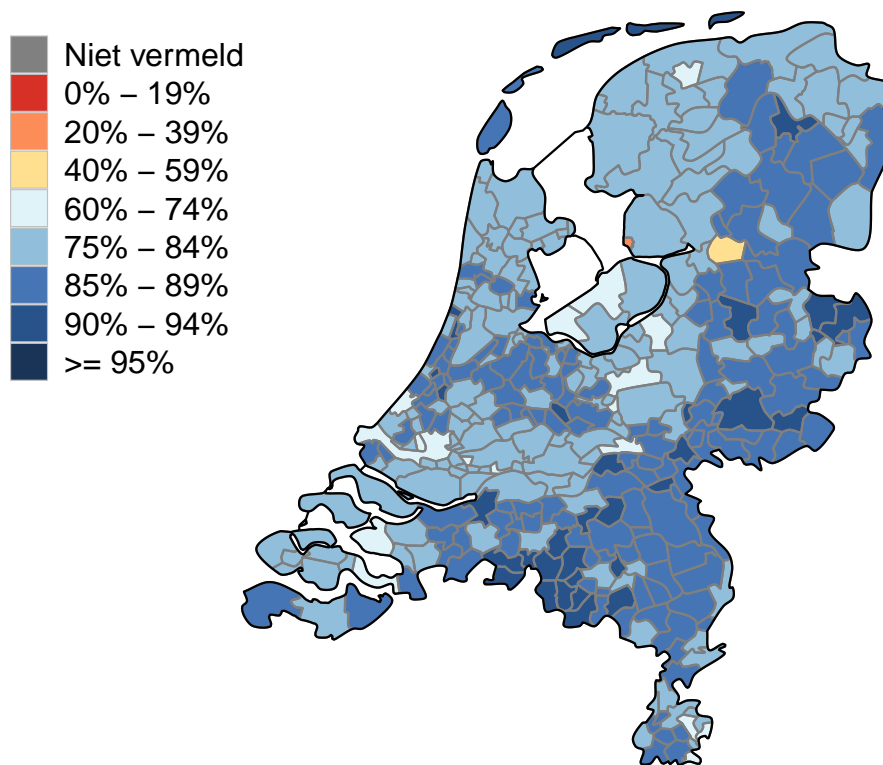 Niet vermeld
0% – 19%
20% – 39%
40% – 59%
60% – 74%
75% – 84%
85% – 89%
90% – 94%
>= 95%